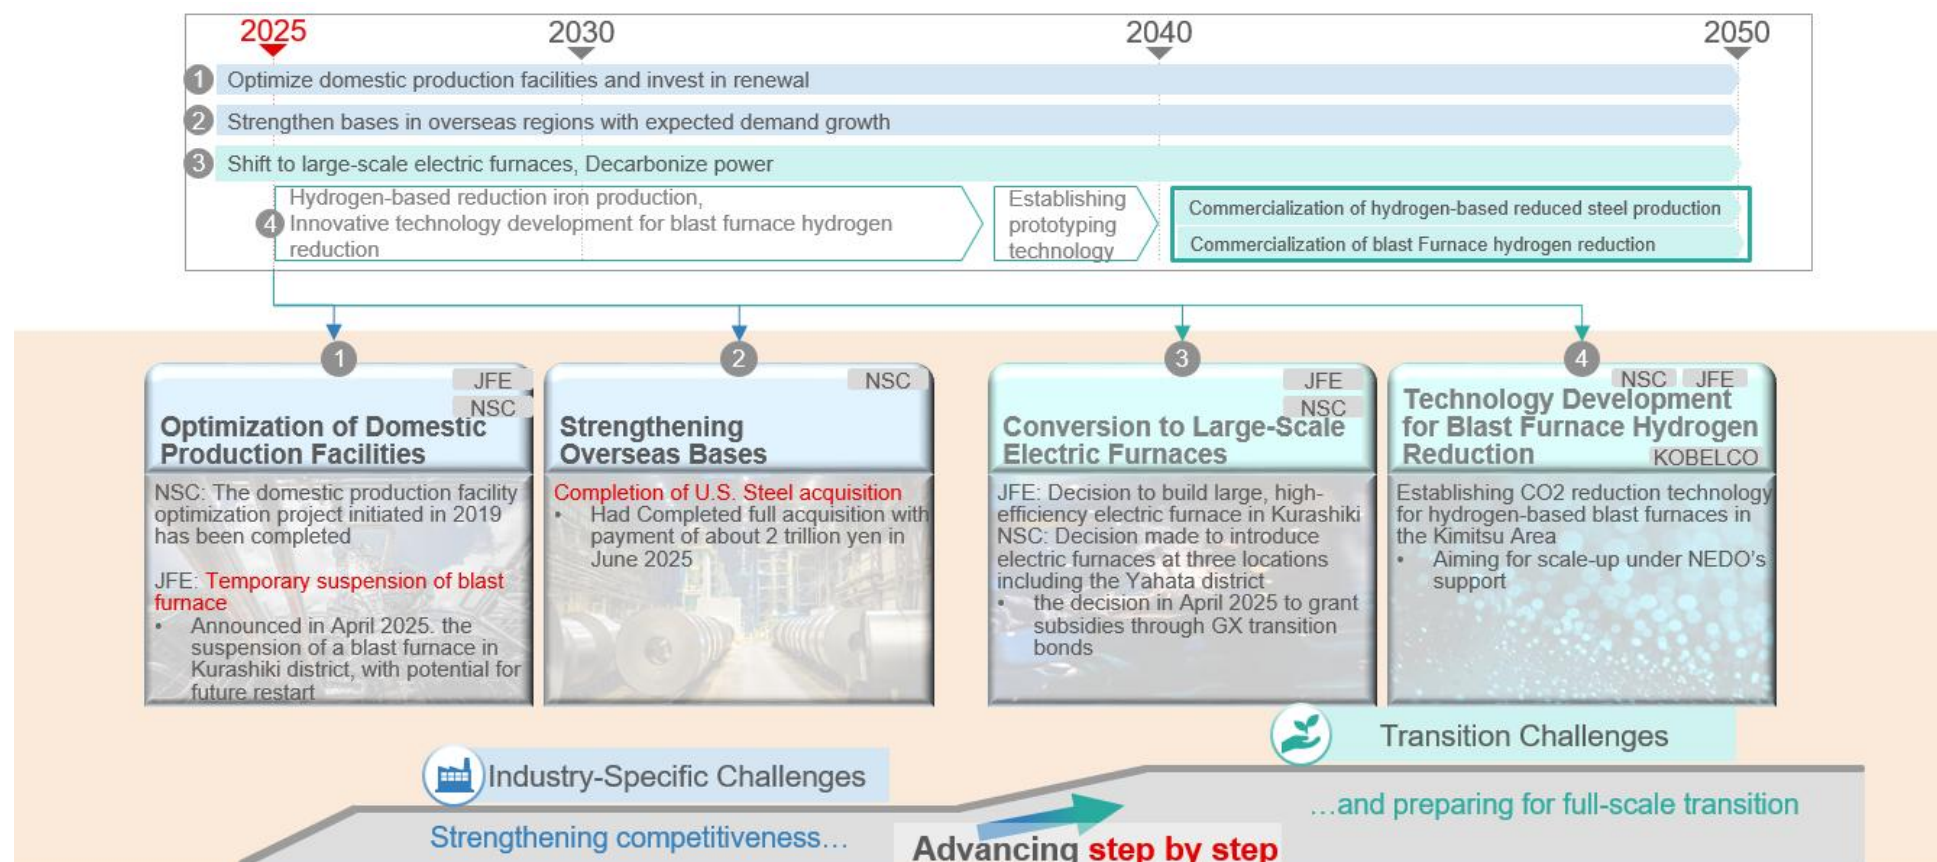 2025
2030
2040
2050
1
Optimize domestic production facilities and invest in renewal
2
Strengthen bases in overseas regions with expected demand growth
3
Shift to large-scale electric furnaces, Decarbonize power
4
Hydrogen-based reduction iron production,
Innovative technology development for blast furnace hydrogen
reduction
Establishing
prototyping
technology
Commercialization of hydrogen-based reduced steel production
Commercialization of blast Furnace hydrogen reduction
1
JFE
NSC
Optimization of Domestic
Production Facilities
NSC: The domestic production facility
optimization project initiated in 2019
has been completed
JFE: Temporary suspension of blast
furnace
• Announced in April 2025. the
suspension of a blast furnace in
Kurashiki district, with potential for
future restart
2
NSC
Strengthening
Overseas Bases
Completion of U.S. Steel acquisition
• Had Completed full acquisition with
payment of about 2 trillion yen in
June 2025
3
JFE
NSC
Conversion to Large-Scale
Electric Furnaces
JFE: Decision to build large, high-
efficiency electric furnace in Kurashiki
NSC: Decision made to introduce
electric furnaces at three locations
including the Yahata district
• the decision in April 2025 to grant
subsidies through GX transition
bonds
4
NSC JFE
Technology Development
for Blast Furnace Hydrogen
Reduction
KOBELCO
Establishing CO2 reduction technology
for hydrogen-based blast furnaces in
the Kimitsu Area
• Aiming for scale-up under NEDO's
support
Industry-Specific Challenges
Strengthening competitiveness…
Transition Challenges
…and preparing for full-scale transition
Advancing step by step